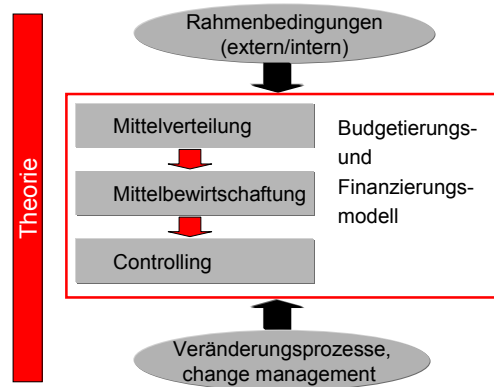 Theorie
Rahmenbedingungen
(extern/intern)
Mittelverteilung
Mittelbewirtschaftung
Controlling
Budgetierungs-
und
Finanzierungs-
modell
Veränderungsprozesse,
change management